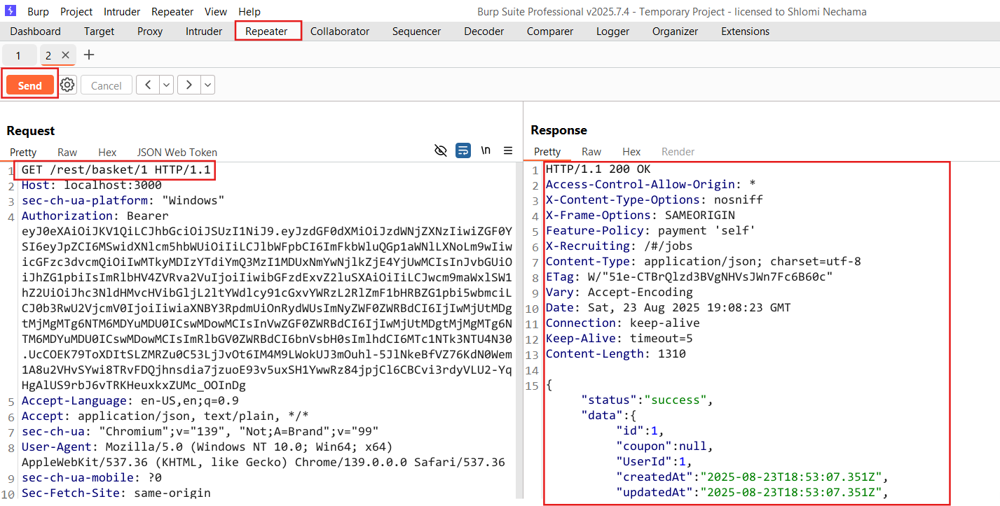 Burp Project Intruder Repeater View Help Burp Suite Professional v2025.7.4 - Temporary Project - licensed to Shlomi Nechama
Dashboard Target Proxy Intruder Repeater Collaborator Sequencer Decoder Comparer Logger Organizer Extensions
1 2 × +
Send Cancel < >
Request
Pretty Raw Hex JSON Web Token \n
1 GET /rest/basket/1 HTTP/1.1
2 Host: localhost:3000
3 sec-ch-ua-platform: "Windows"
4 Authorization: Bearer
eyJ0eXAiOiJKV1QiLCJhbGciOiJSUzI1NiJ9.eyJzdGF0dXMiOiJzdWNjZXNzIiwiZGF0Y
SI6eyJpZCI6MSwidXNlcm5hbWUiOiIiLCJlbWFpbCI6ImFkbWluQGp1aWNlLXNoLm9wIiw
icGFzc3dvcmQiOiIwMTkyMDIzYTdiYmQ3MzI1MDUxNmYwNjlkZjE4YjUwMCIsInJvbGUiO
iJhZG1pbiIsImRlbHV4ZVRva2VuIjoiIiwibGFzdExvZ2luSXAiOiIiLCJwcm9maWxlSW1
hZ2UiOiJhc3NldHMvcHVibGljL2ltYWdlcy91cGxvYWRzL2RlZmF1bHRBZG1pbi5wbmciL
CJ0b3RwU2VjcmV0IjoiIiwiaXNBY3RpdmUiOnRydWUsImNyZWF0ZWRBdCI6IjIwMjUtMDg
tMjMgMTg6NTM6MDYuMDU0ICswMDowMCIsInVwZGF0ZWRBdCI6IjIwMjUtMDgtMjMgMTg6N
TM6MDYuMDU0ICswMDowMCIsImRlbGV0ZWRBdCI6bnVsbH0sImlhdCI6MTc1NTk3NTU4N30
.UcCOEK79ToXDItSLZMRZu0C53LjJvOt6IM4M9LWokUJ3mOuhl-5JlNkeBfVZ76KdN0Wem
1A8u2VHvSYwi8TRvFDQjhnsdia7jzuoE93v5uxSH1YwwRz84jpjCl6CBCvi3rdyVLU2-Yq
HgAlUS9rbJ6vTRKHeuxkxZUMc_OOInDg
5 Accept-Language: en-US,en;q=0.9
6 Accept: application/json, text/plain, */*
7 sec-ch-ua: "Chromium";v="139", "Not;A=Brand";v="99"
8 User-Agent: Mozilla/5.0 (Windows NT 10.0; Win64; x64)
AppleWebKit/537.36 (KHTML, like Gecko) Chrome/139.0.0.0 Safari/537.36
9 sec-ch-ua-mobile: ?0
10 Sec-Fetch-Site: same-origin
Response
Pretty Raw Hex Render
1 HTTP/1.1 200 OK
2 Access-Control-Allow-Origin: *
3 X-Content-Type-Options: nosniff
4 X-Frame-Options: SAMEORIGIN
5 Feature-Policy: payment 'self'
6 X-Recruiting: /#/jobs
7 Content-Type: application/json; charset=utf-8
8 ETag: W/"51e-CTBrQlzd3BVgNHVsJWn7Fc6B60c"
9 Vary: Accept-Encoding
10 Date: Sat, 23 Aug 2025 19:08:23 GMT
11 Connection: keep-alive
12 Keep-Alive: timeout=5
13 Content-Length: 1310
14
15 {
"status":"success",
"data":{
"id":1,
"coupon":null,
"UserId":1,
"createdAt":"2025-08-23T18:53:07.351Z",
"updatedAt":"2025-08-23T18:53:07.351Z",